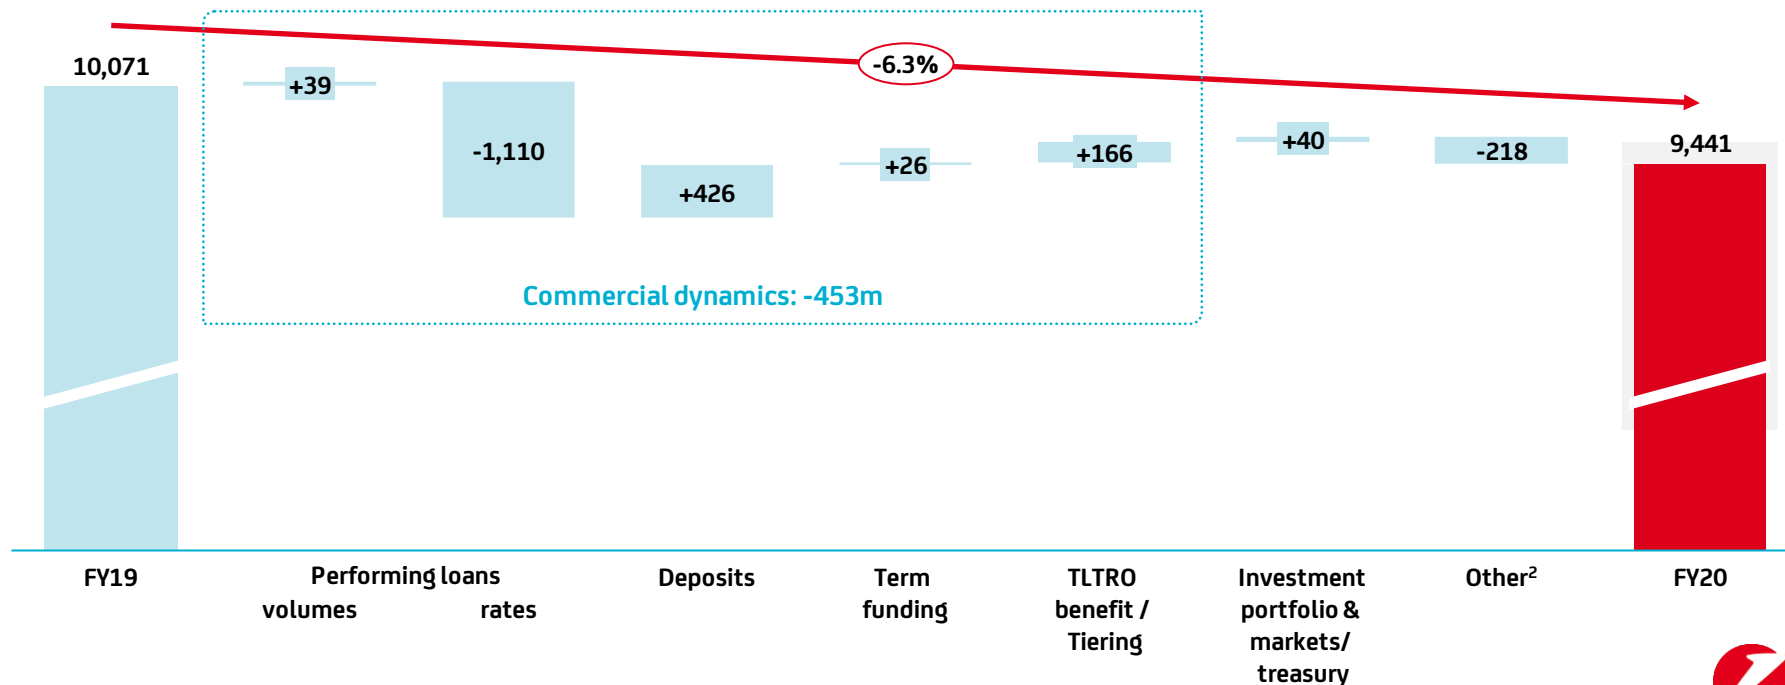 -6.3%
10,071
+39
-1,110
+426
+26
+166
+40
-218
9,441
Commercial dynamics: -453m
FY19
Performing loans
volumes rates
Deposits
Term
funding
TLTRO
benefit /
Tiering
Investment
portfolio &
markets/
treasury
Other²
FY20